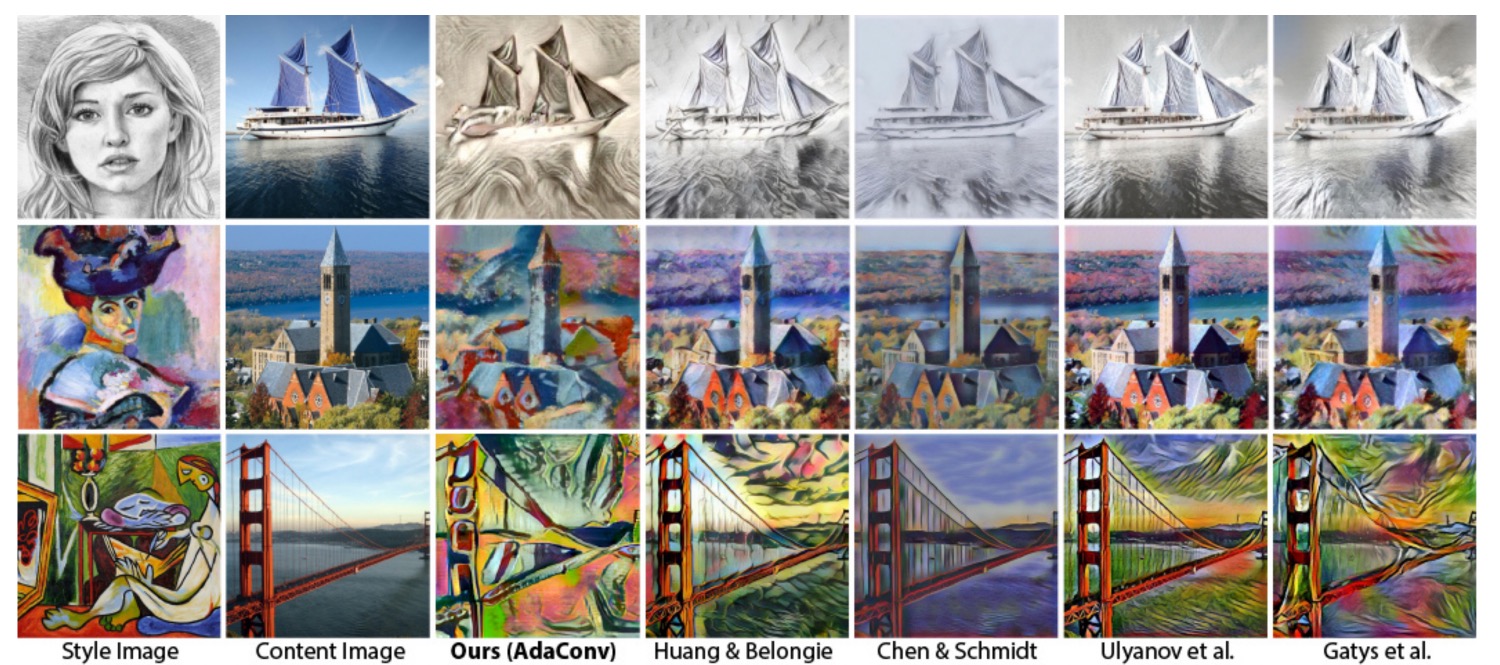 Style Image Content Image Ours (AdaConv) Huang & Belongie Chen & Schmidt Ulyanov et al. Gatys et al.